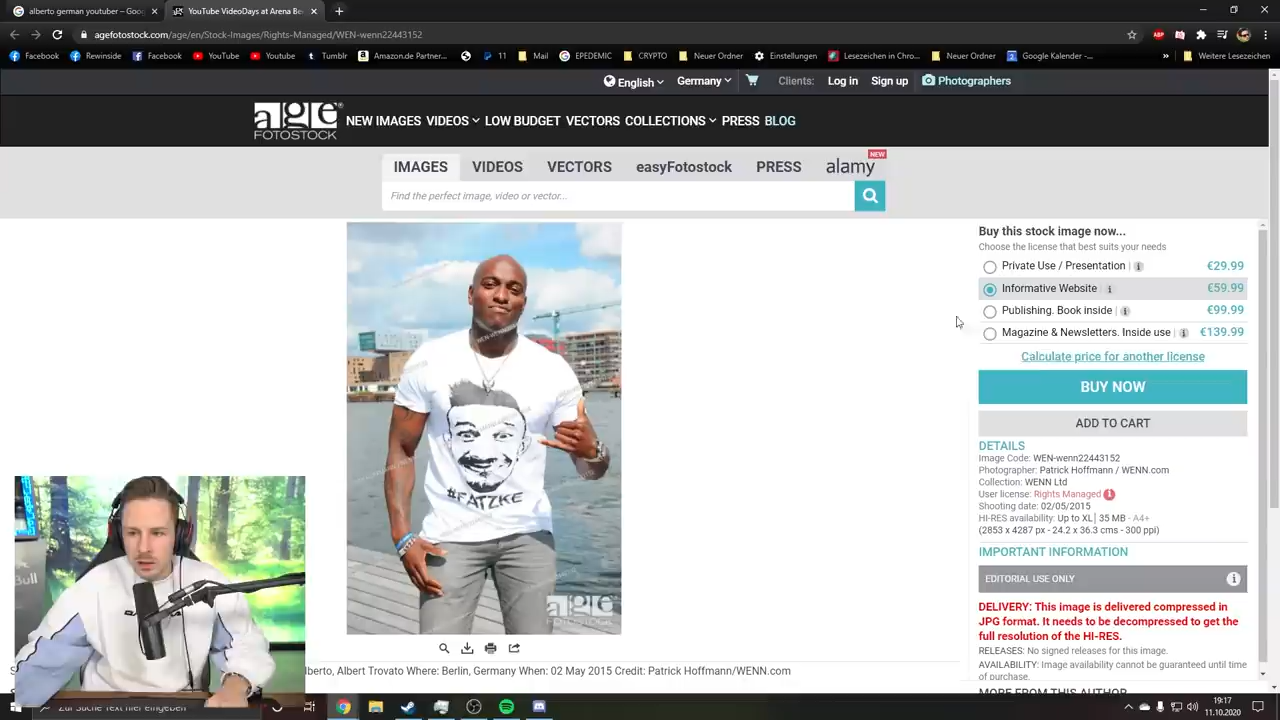 alberto german youtuber – Goo
YouTube VideoDays at Arena Be
agefotostock.com/age/en/Stock-Images/Rights-Managed/WEN-wenn22443152
Facebook
Rewinside
Facebook
Youtube
Youtube
Tumblr
Amazon.de Partner...
11
Mail
EPEDEMIC
CRYPTO
Neuer Ordner
Einstellungen
Lesezeichen in Chro...
Neuer Ordner
Google Kalender -...
Weitere Lesezeichen
English
Germany
Clients:
Log in
Sign up
Photographers
age
FOTOSTOCK
NEW IMAGES VIDEOS LOW BUDGET VECTORS COLLECTIONS PRESS BLOG
NEW
IMAGES VIDEOS VECTORS easyFotostock PRESS alamy
Find the perfect image, video or vector...
Buy this stock image now...
Choose the license that best suits your needs
Private Use / Presentation | €29.99
Informative Website | €59.99
Publishing. Book inside | €99.99
Magazine & Newsletters. Inside use | €139.99
Calculate price for another license
BUY NOW
ADD TO CART
DETAILS
Image Code: WEN-wenn22443152
Photographer: Patrick Hoffmann / WENN.com
Collection: WENN Ltd
User license: Rights Managed
Shooting date: 02/05/2015
HI-RES availability: Up to XL| 35 MB - A4+
(2853 x 4287 px - 24.2 x 36.3 cms - 300 ppi)
IMPORTANT INFORMATION
EDITORIAL USE ONLY
DELIVERY: This image is delivered compressed in
JPG format. It needs to be decompressed to get the
full resolution of the HI-RES.
RELEASES: No signed releases for this image.
AVAILABILITY: Image availability cannot be guaranteed until time
of purchase.
MORE FROM THIS AUTHOR
#FATZKE
age
FOTOSTOCK
Bull
lberto, Albert Trovato Where: Berlin, Germany When: 02 May 2015 Credit: Patrick Hoffmann/WENN.com
Zur Suche Text hier eingeben
19:17
11.10.2020